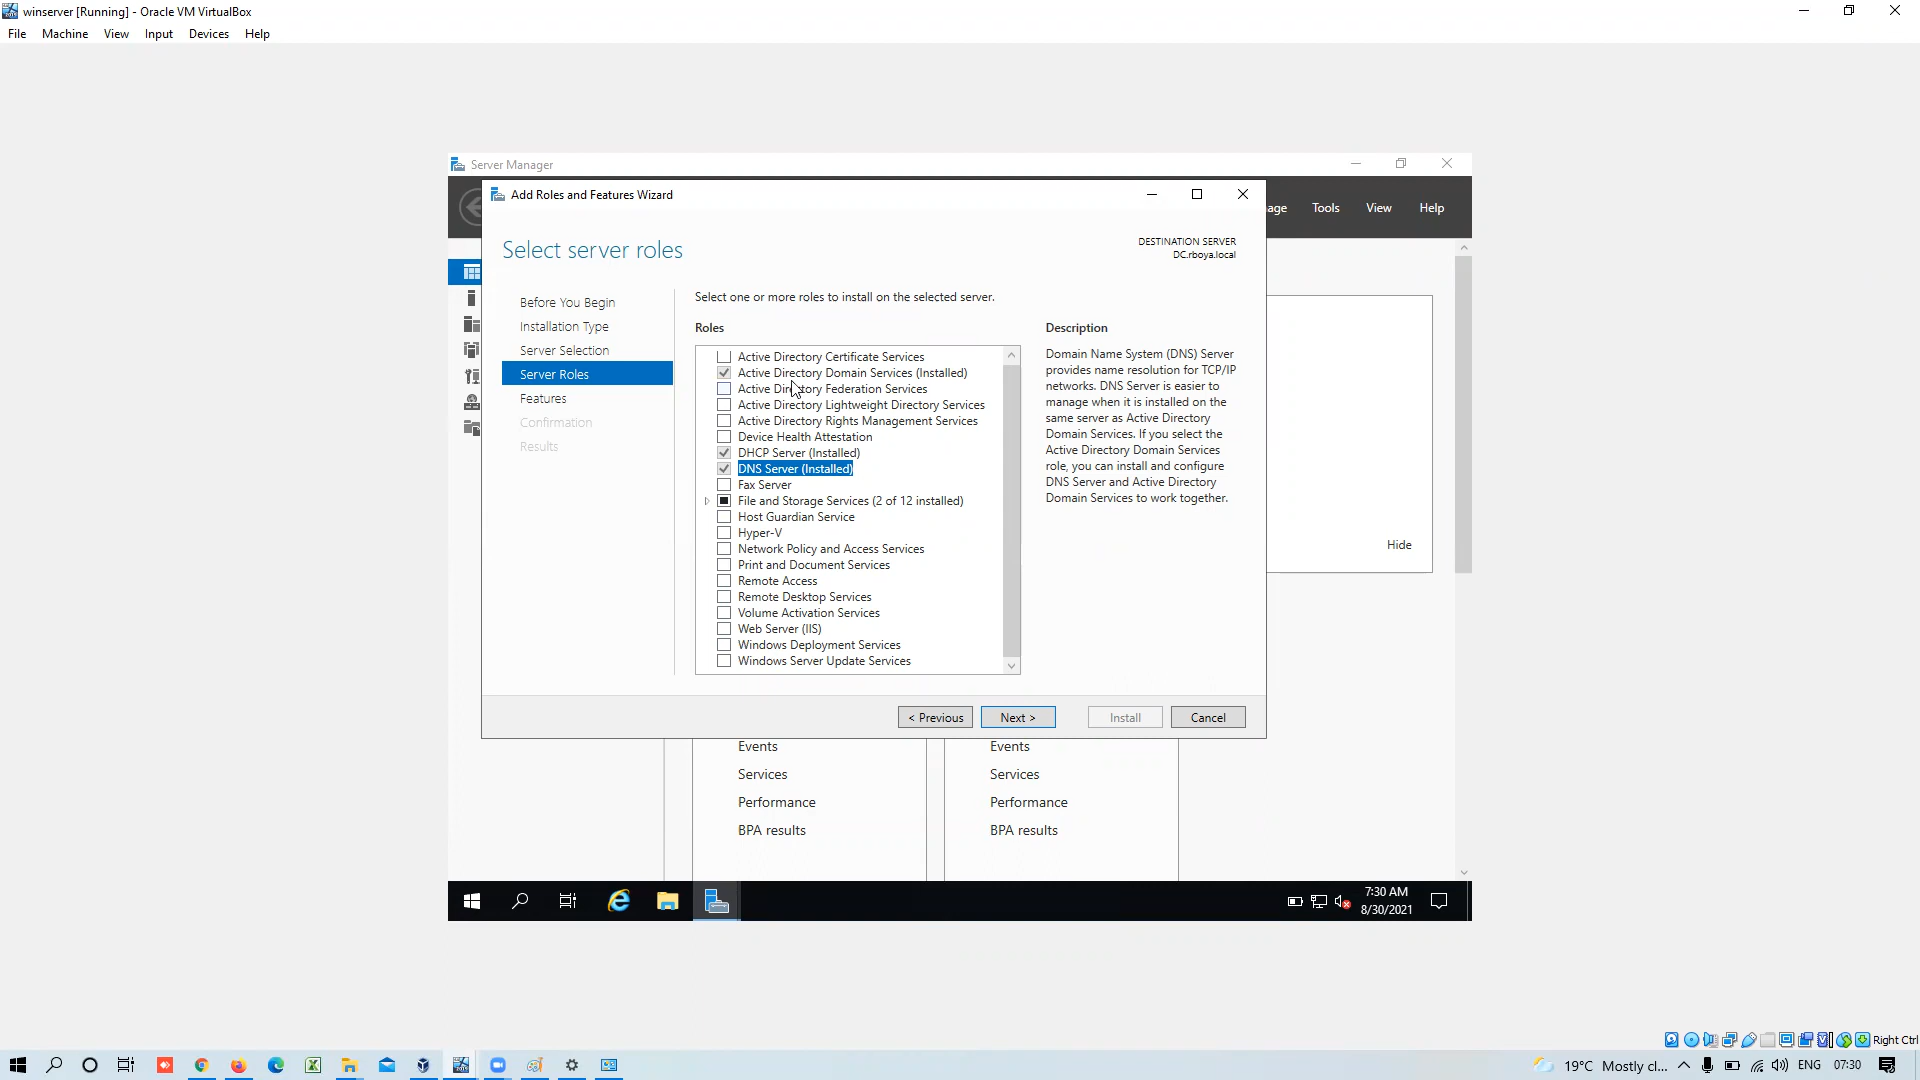 winserver [Running] - Oracle VM VirtualBox
File Machine View Input Devices Help
Server Manager
Add Roles and Features Wizard
age Tools View Help
Select server roles
DESTINATION SERVER
DC.rboya.local
Before You Begin
Installation Type
Server Selection
Server Roles
Features
Confirmation
Results
Select one or more roles to install on the selected server.
Roles
Active Directory Certificate Services
Active Directory Domain Services (Installed)
Active Directory Federation Services
Active Directory Lightweight Directory Services
Active Directory Rights Management Services
Device Health Attestation
DHCP Server (Installed)
DNS Server (Installed)
Fax Server
File and Storage Services (2 of 12 installed)
Host Guardian Service
Hyper-V
Network Policy and Access Services
Print and Document Services
Remote Access
Remote Desktop Services
Volume Activation Services
Web Server (IIS)
Windows Deployment Services
Windows Server Update Services
Description
Domain Name System (DNS) Server
provides name resolution for TCP/IP
networks. DNS Server is easier to
manage when it is installed on the
same server as Active Directory
Domain Services. If you select the
Active Directory Domain Services
role, you can install and configure
DNS Server and Active Directory
Domain Services to work together.
Hide
< Previous Next > Install Cancel
Events
Services
Performance
BPA results
Events
Services
Performance
BPA results
7:30 AM
8/30/2021
Right Ctrl
19°C Mostly cl... ENG 07:30